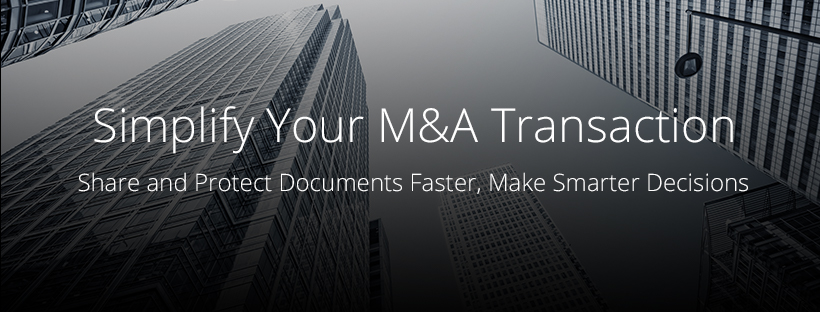 Simplify Your M&A Transaction
Share and Protect Documents Faster, Make Smarter Decisions